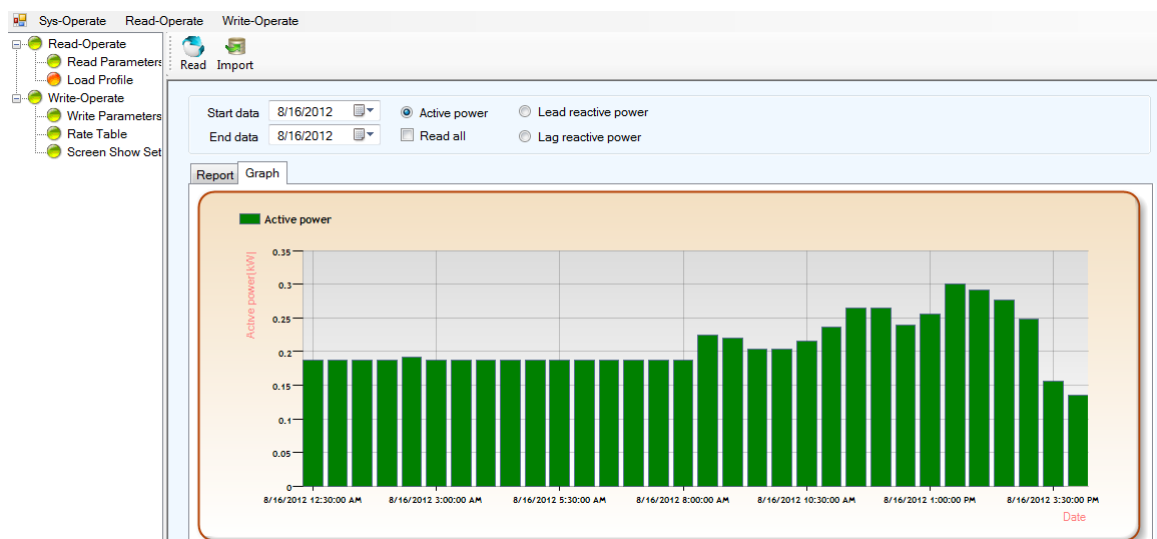 Sys-Operate Read-Operate Write-Operate
Read-Operate
Read Parameters
Load Profile
Write-Operate
Write Parameters
Rate Table
Screen Show Set
Read Import
Start data 8/16/2012 Active power Lead reactive power
End data 8/16/2012 Read all Lag reactive power
Report Graph
Active power
Active power[kW]
0.35
0.3
0.25
0.2
0.15
0.1
0.05
0
8/16/2012 12:30:00 AM 8/16/2012 3:00:00 AM 8/16/2012 5:30:00 AM 8/16/2012 8:00:00 AM 8/16/2012 10:30:00 AM 8/16/2012 1:00:00 PM 8/16/2012 3:30:00 PM
Date